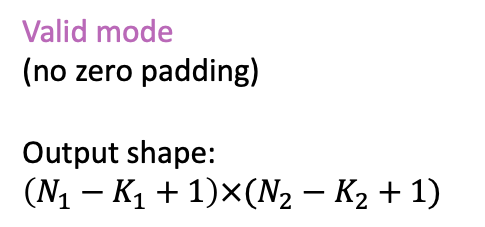 Valid mode
(no zero padding)
Output shape:
(𝑁₁ − 𝐾₁ + 1)×(𝑁₂ − 𝐾₂ + 1)